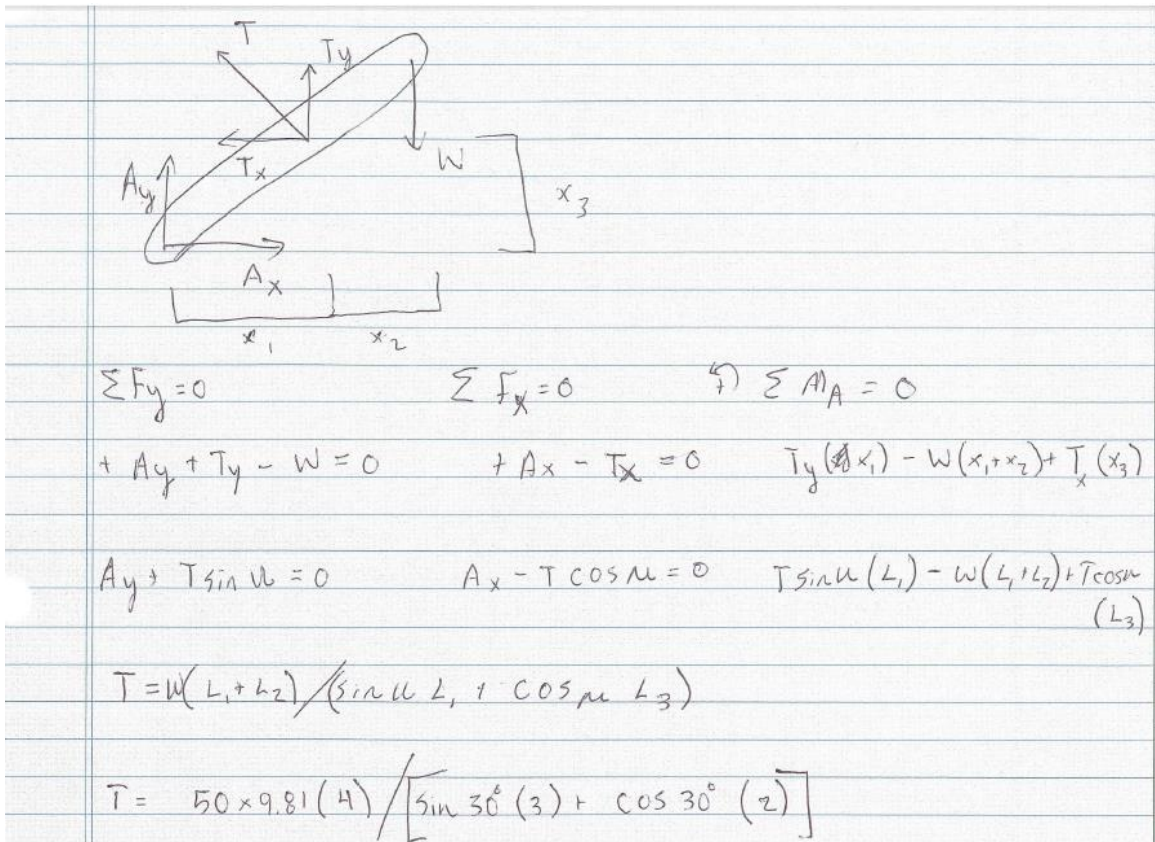 T
Ty
Tx
W
Ay
x3
Ax
x1 x2
ΣFy = 0 ΣFx = 0 ↶+) ΣMA = 0
+ Ay + Ty - W = 0 + Ax - Tx = 0 Ty(x1) - W(x1+x2) + Tx(x3)
Ay + T sin u = 0 Ax - T cos u = 0 T sin u (L1) - W(L1+L2) + T cos u
(L3)
T = W(L1 + L2) / (sin u L1 + cos u L3)
T = 50 × 9.81 (4) / [sin 30° (3) + cos 30° (2)]